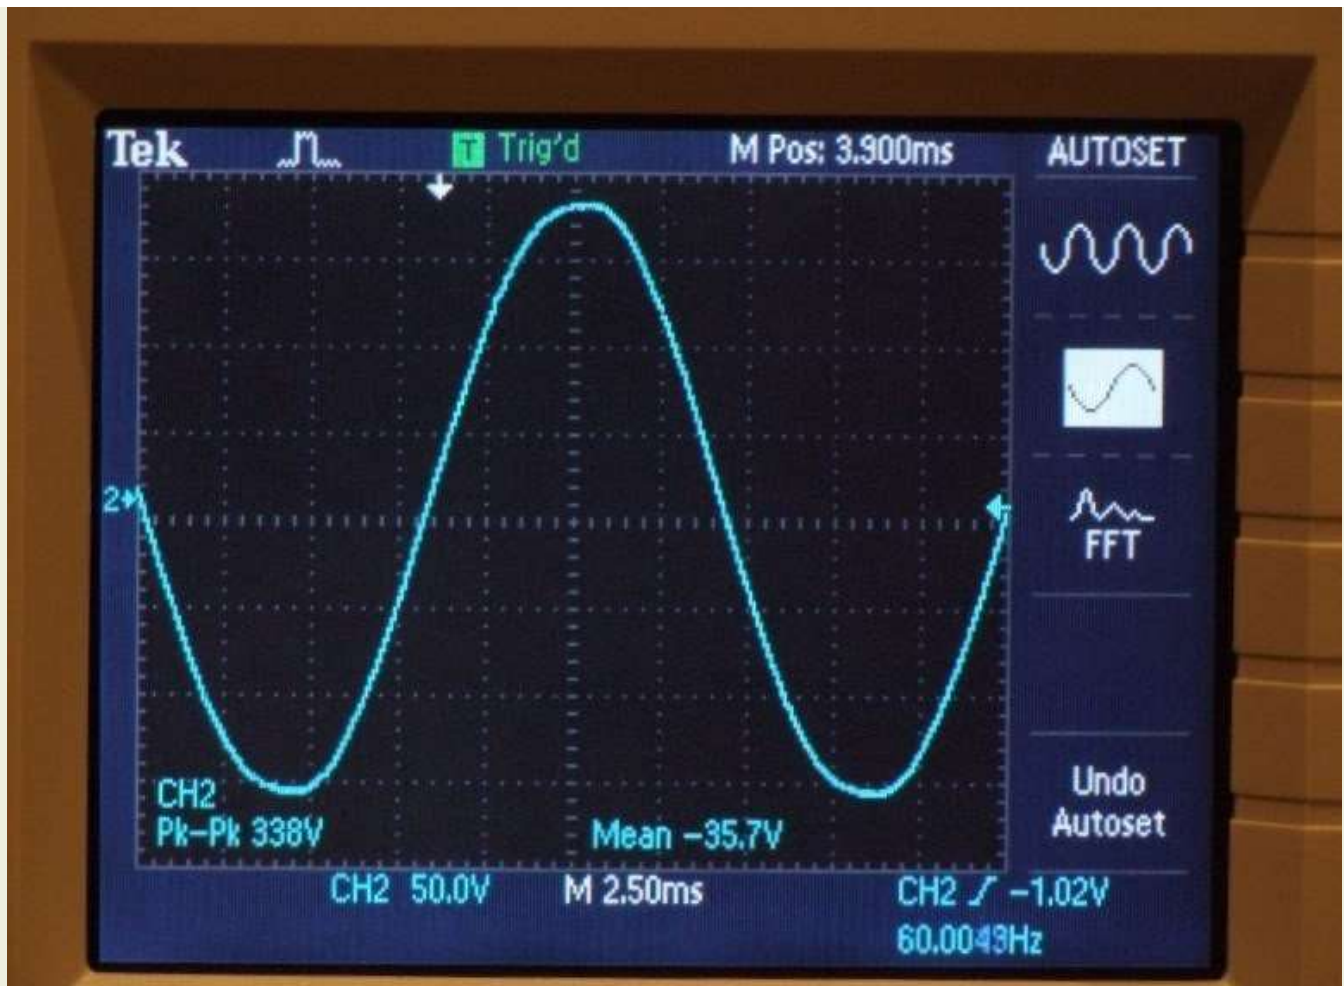 Tek T Trig'd M Pos: 3.900ms AUTOSET
2
FFT
CH2
Pk-Pk 338V Mean -35.7V
Undo
Autoset
CH2 50.0V M 2.50ms CH2 -1.02V
60.0049Hz